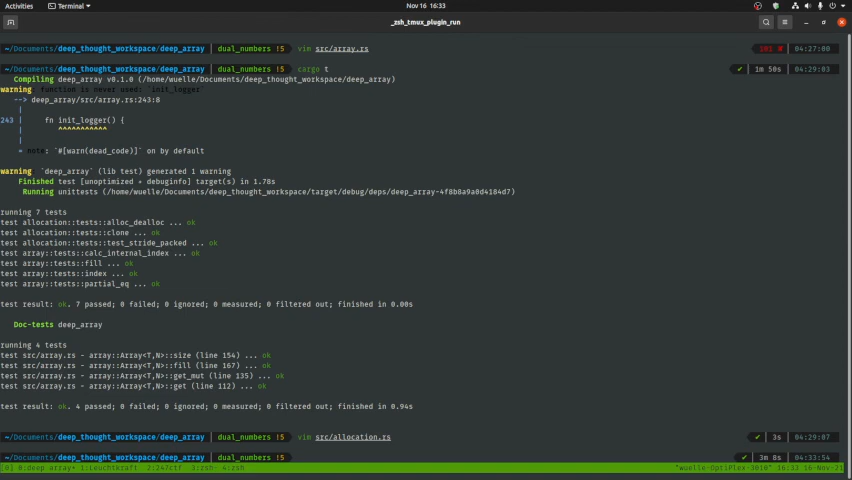 Activities Terminal Nov 16 16:33
_zsh_tmux_plugin_run
~/Documents/deep_thought_workspace/deep_array dual_numbers !5 vim src/array.rs 04:27:00
~/Documents/deep_thought_workspace/deep_array dual_numbers !5 cargo t ✔ 1m 50s 04:29:03
Compiling deep_array v0.1.0 (/home/wuelle/Documents/deep_thought_workspace/deep_array)
warning: function is never used: `init_logger`
--> deep_array/src/array.rs:243:8
|
243 | fn init_logger() {
| ^^^^^^^^^^^
|
= note: `#[warn(dead_code)]` on by default
warning: `deep_array` (lib test) generated 1 warning
Finished test [unoptimized + debuginfo] target(s) in 1.78s
Running unittests (/home/wuelle/Documents/deep_thought_workspace/target/debug/deps/deep_array-4f8b8a9a0d4184d7)
running 7 tests
test allocation::tests::alloc_dealloc ... ok
test allocation::tests::clone ... ok
test allocation::tests::test_stride_packed ... ok
test array::tests::calc_internal_index ... ok
test array::tests::fill ... ok
test array::tests::index ... ok
test array::tests::partial_eq ... ok
test result: ok. 7 passed; 0 failed; 0 ignored; 0 measured; 0 filtered out; finished in 0.00s
Doc-tests deep_array
running 4 tests
test src/array.rs - array::Array<T,N>::size (line 154) ... ok
test src/array.rs - array::Array<T,N>::fill (line 167) ... ok
test src/array.rs - array::Array<T,N>::get_mut (line 135) ... ok
test src/array.rs - array::Array<T,N>::get (line 112) ... ok
test result: ok. 4 passed; 0 failed; 0 ignored; 0 measured; 0 filtered out; finished in 0.94s
~/Documents/deep_thought_workspace/deep_array dual_numbers !5 vim src/allocation.rs ✔ 3s 04:29:07
~/Documents/deep_thought_workspace/deep_array dual_numbers !5 ✔ 3m 8s 04:33:54
[0] 0:deep array* 1:Leuchtkraft 2:247ctf 3:zsh- 4:zsh "wuelle-OptiPlex-3010" 16:33 16-Nov-21